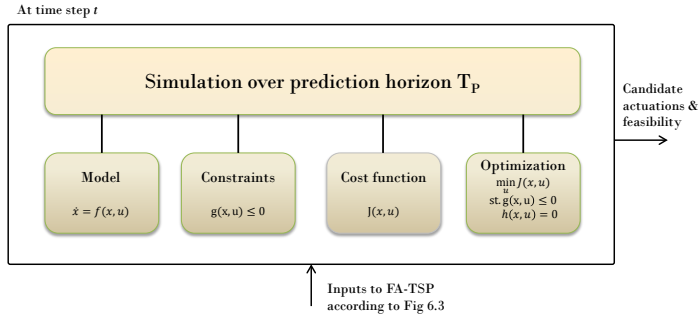 At time step t
Simulation over prediction horizon T_P
Candidate
actuations &
feasibility
Model
ẋ = f(x, u)
Constraints
g(x, u) ≤ 0
Cost function
J(x, u)
Optimization
min J(x, u)
u
st. g(x, u) ≤ 0
h(x, u) = 0
Inputs to FA-TSP
according to Fig 6.3